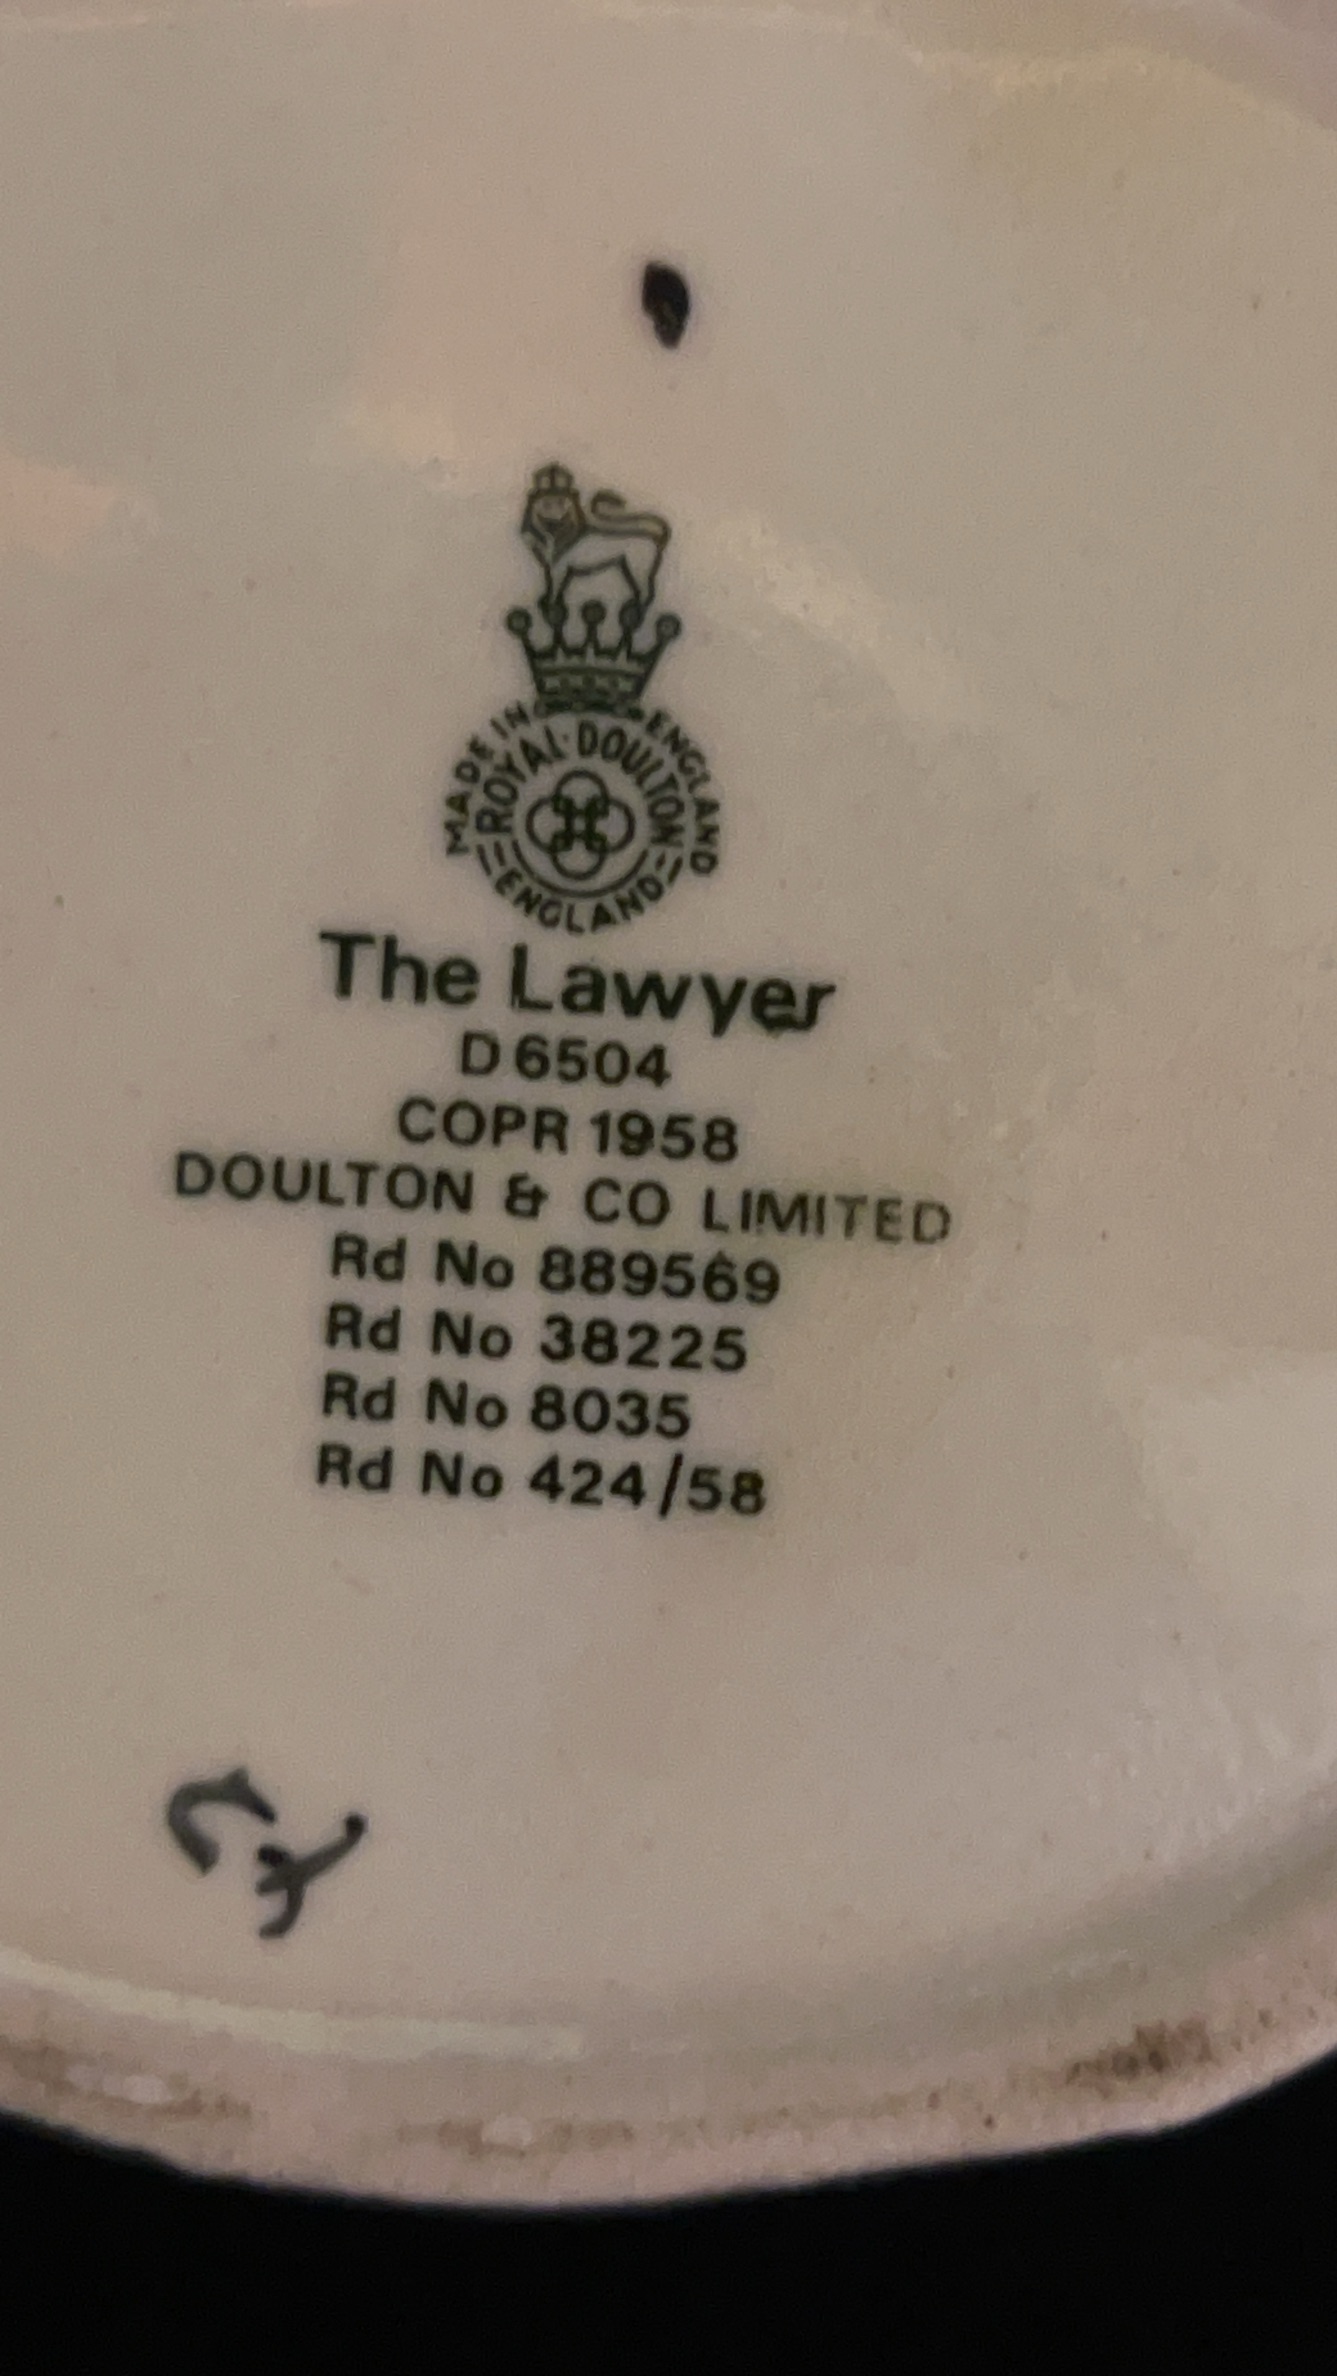 MADE IN ENGLAND
ROYAL DOULTON
ENGLAND
The Lawyer
D 6504
COPR 1958
DOULTON & CO LIMITED
Rd No 889569
Rd No 38225
Rd No 8035
Rd No 424/58